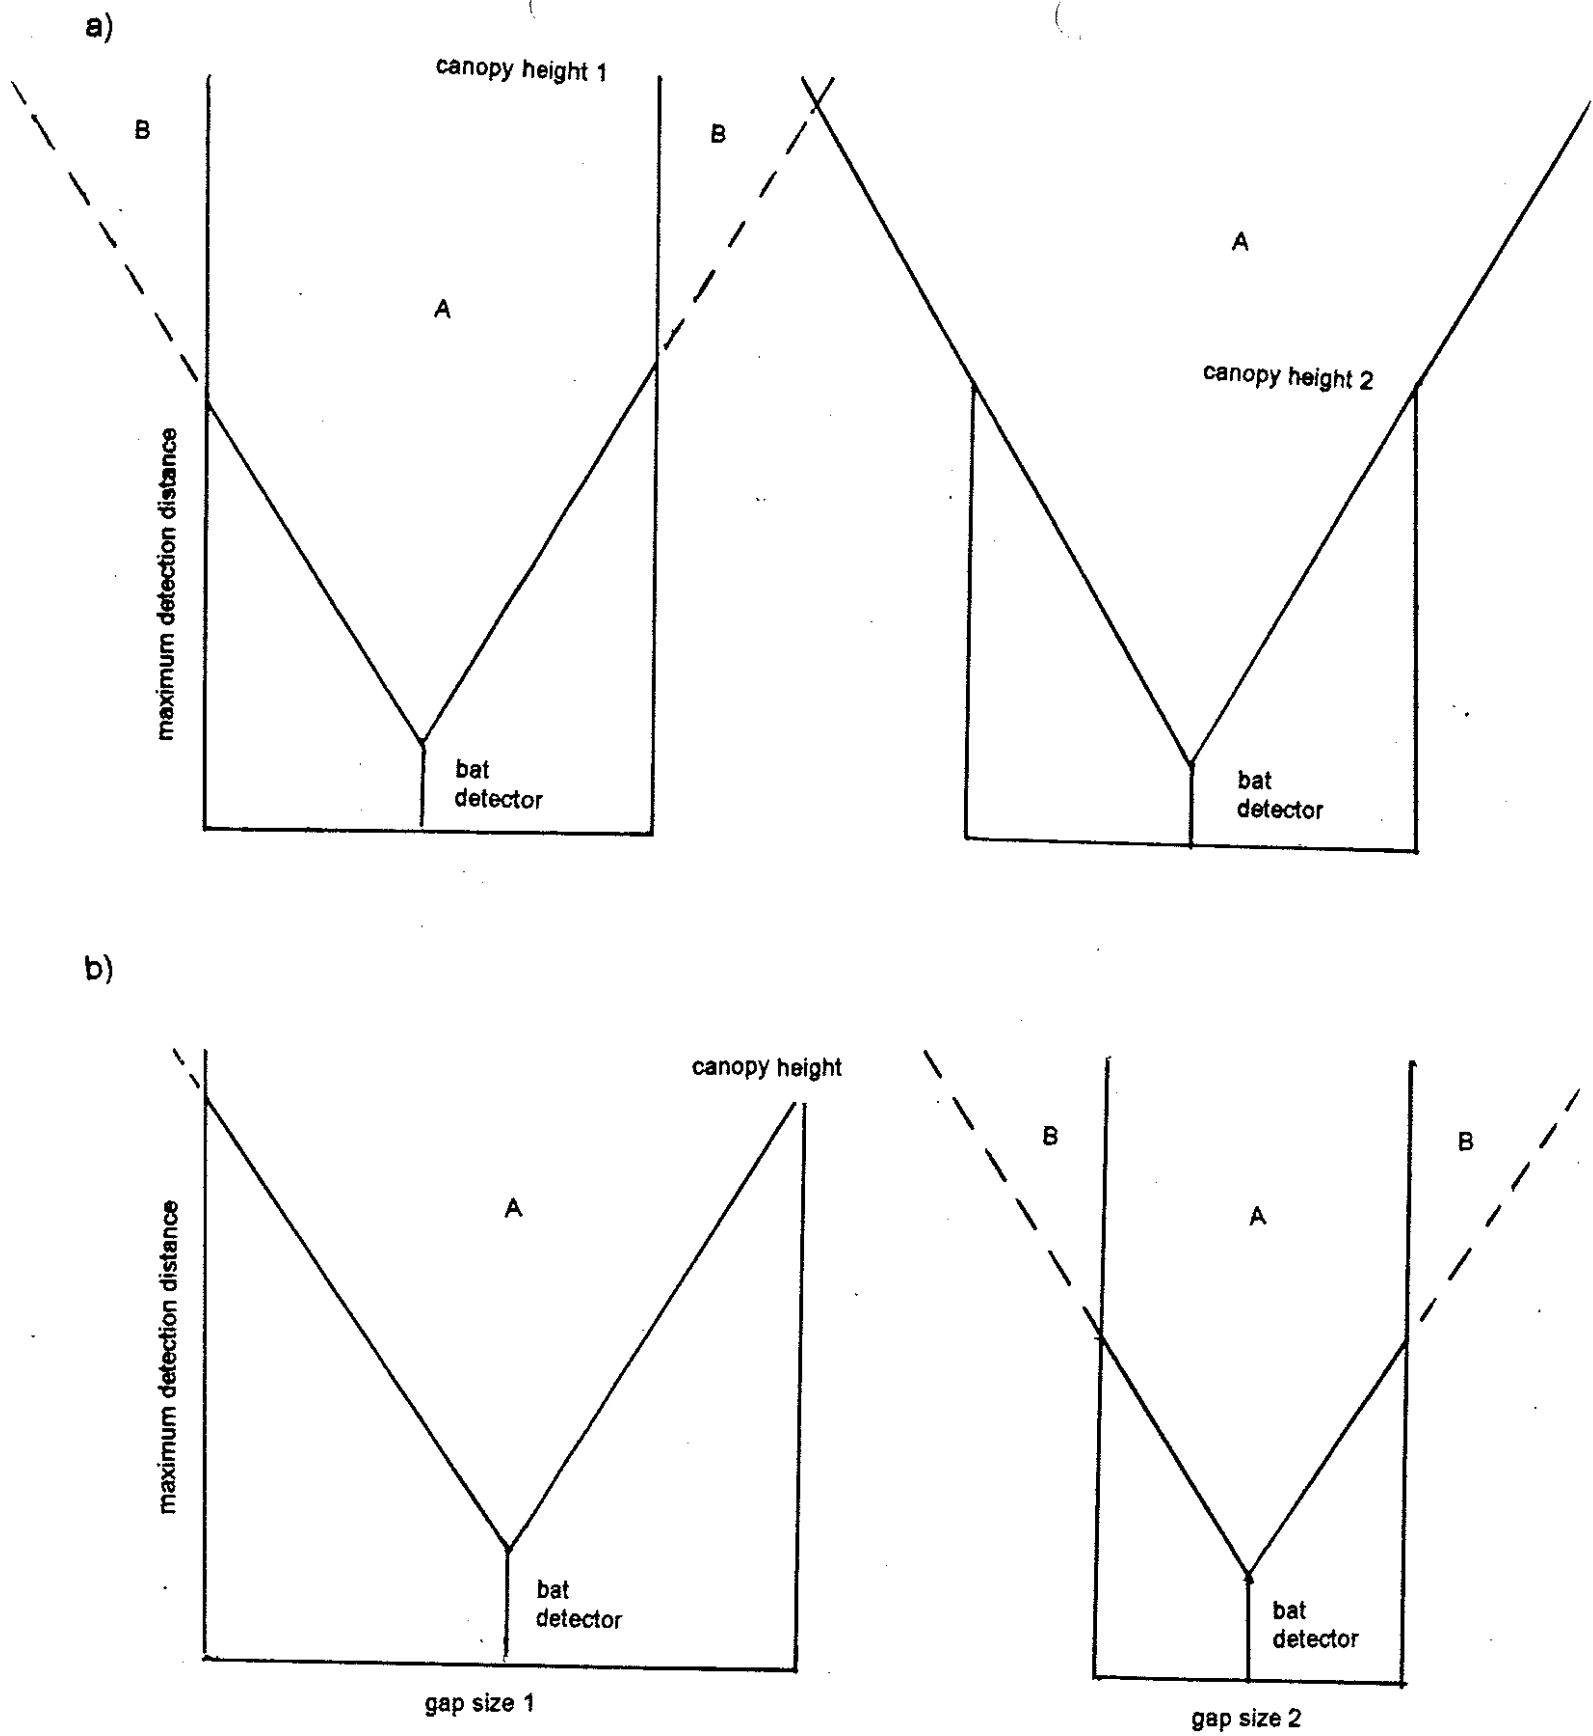 a)
canopy height 1
B
B
A
maximum detection distance
bat
detector
A
canopy height 2
bat
detector
b)
canopy height
A
maximum detection distance
bat
detector
gap size 1
B
B
A
bat
detector
gap size 2